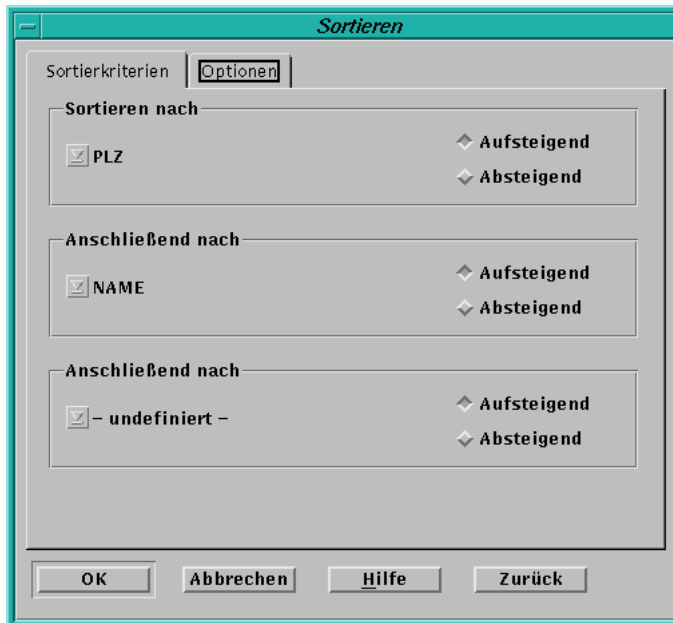 Sortieren
Sortierkriterien Optionen
Sortieren nach
PLZ
Aufsteigend
Absteigend
Anschließend nach
NAME
Aufsteigend
Absteigend
Anschließend nach
– undefiniert –
Aufsteigend
Absteigend
OK Abbrechen Hilfe Zurück